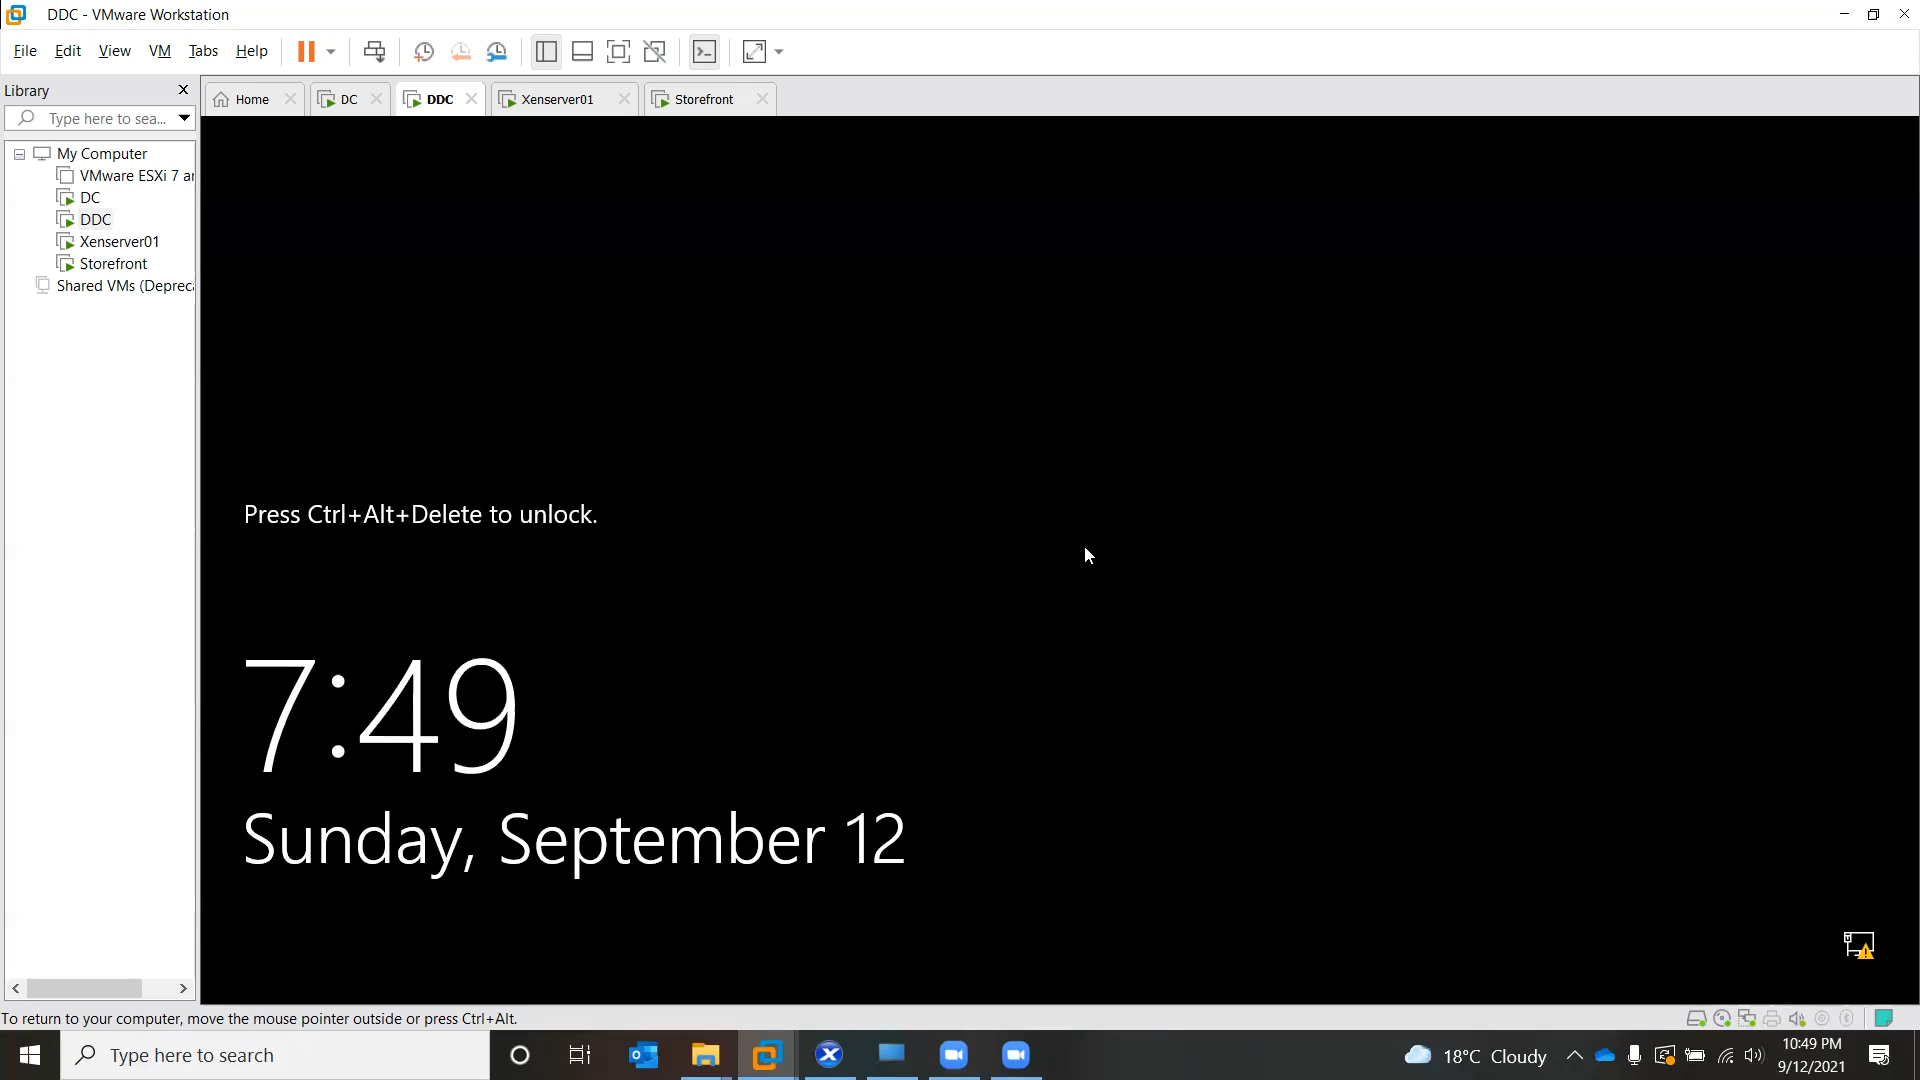 DDC - VMware Workstation
File Edit View VM Tabs Help
Library
Type here to sea...
Home DC DDC Xenserver01 Storefront
My Computer
VMware ESXi 7 ar
DC
DDC
Xenserver01
Storefront
Shared VMs (Depreca
Press Ctrl+Alt+Delete to unlock.
7:49
Sunday, September 12
To return to your computer, move the mouse pointer outside or press Ctrl+Alt.
Type here to search
18°C Cloudy
10:49 PM
9/12/2021